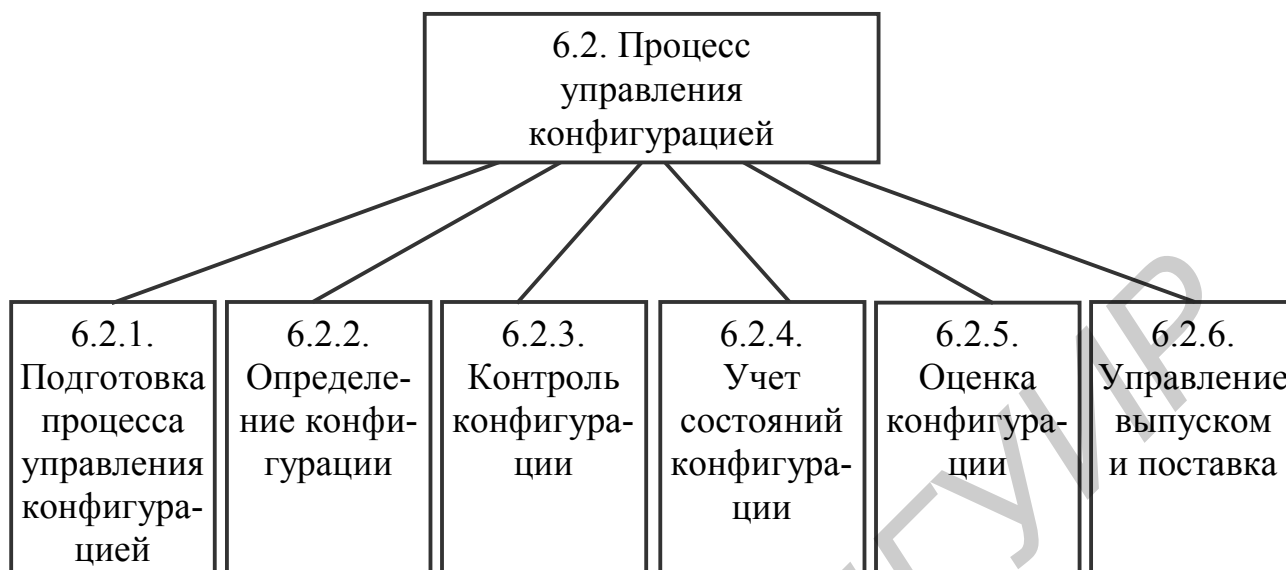 6.2. Процесс
управления
конфигурацией
6.2.1.
Подготовка
процесса
управления
конфигура-
цией
6.2.2.
Определе-
ние конфи-
гурации
6.2.3.
Контроль
конфигура-
ции
6.2.4.
Учет
состояний
конфигура-
ции
6.2.5.
Оценка
конфигура-
ции
6.2.6.
Управление
выпуском
и поставка
ГУИР